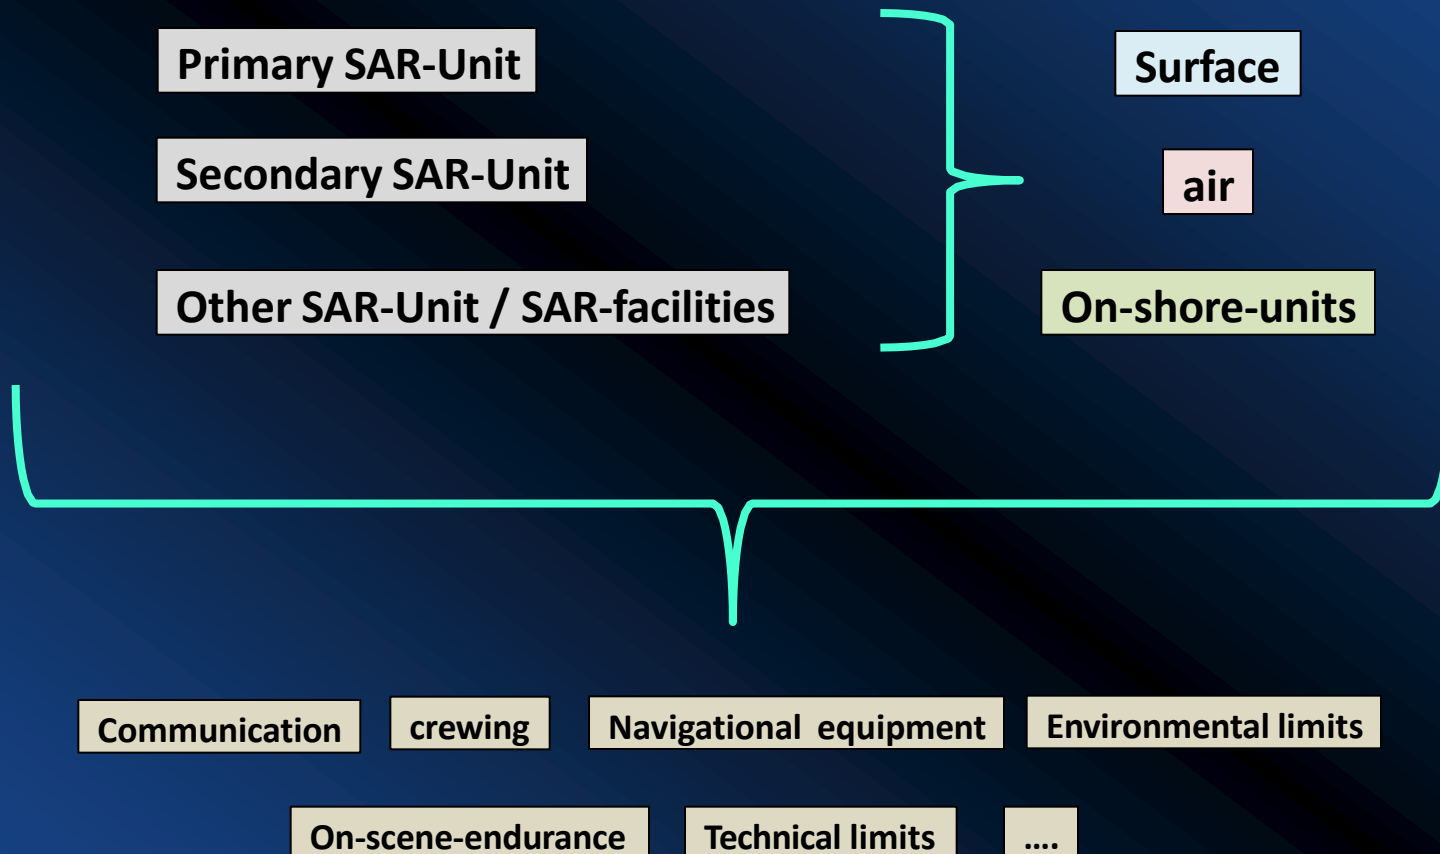 Primary SAR-Unit
Surface
Secondary SAR-Unit
air
Other SAR-Unit / SAR-facilities
On-shore-units
Communication
crewing
Navigational equipment
Environmental limits
On-scene-endurance
Technical limits
....